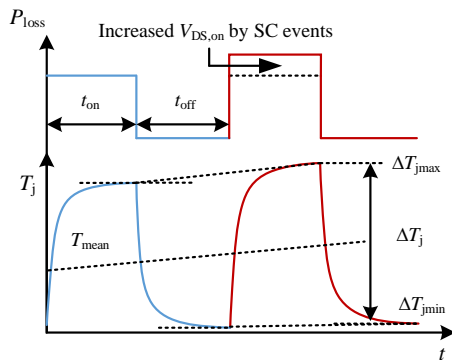 P_loss
Increased V_DS,on by SC events
t_on
t_off
T_j
ΔT_jmax
T_mean
ΔT_j
ΔT_jmin
t